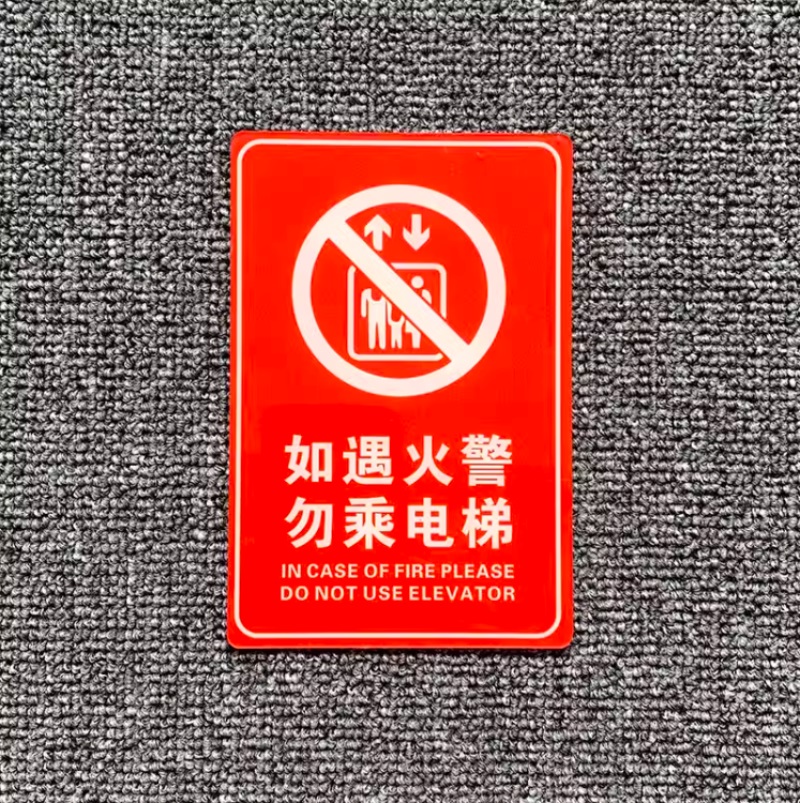 如遇火警
勿乘电梯
IN CASE OF FIRE PLEASE
DO NOT USE ELEVATOR